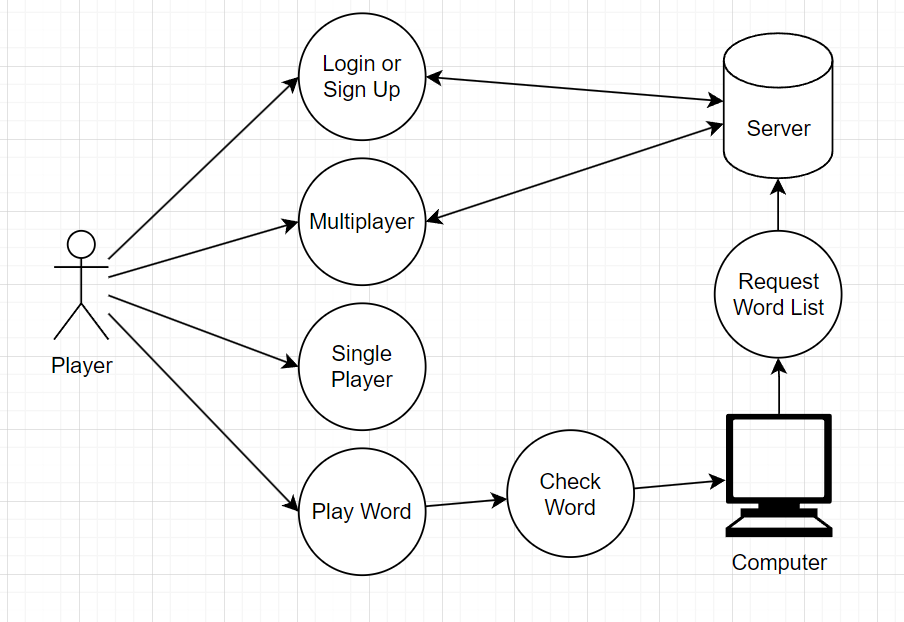 Login or
Sign Up
Server
Multiplayer
Request
Word List
Player
Single
Player
Play Word
Check
Word
Computer